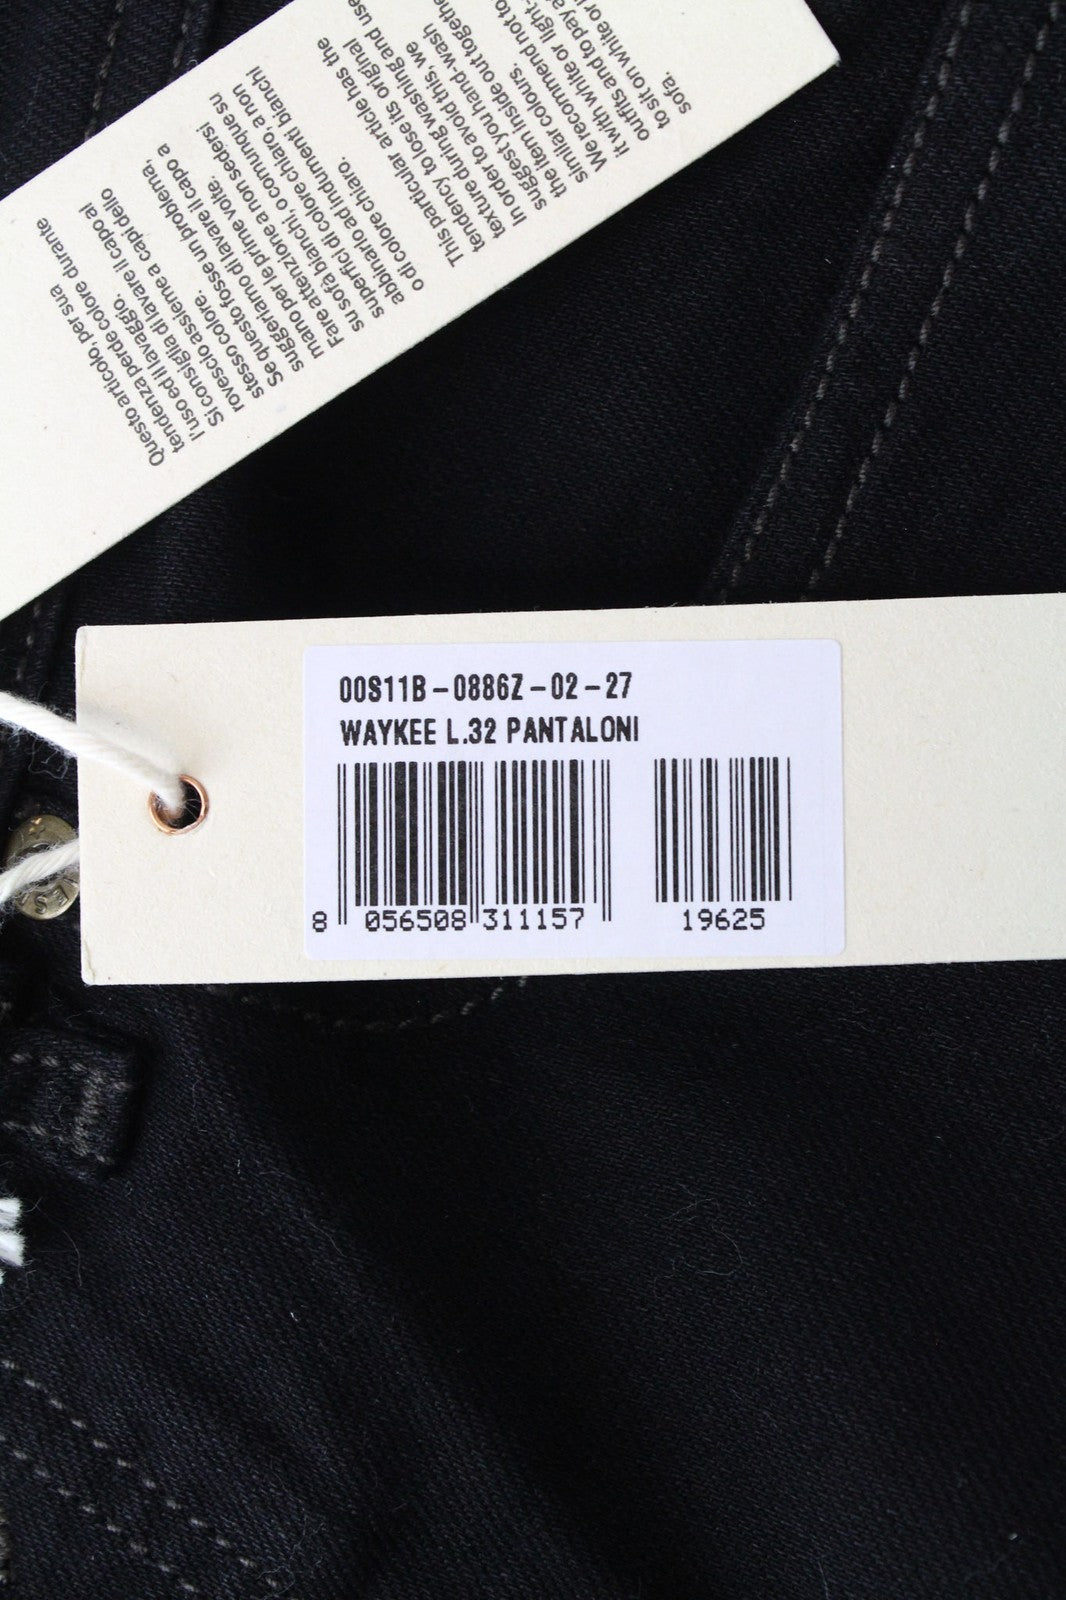 Questo articolo, per sua
tendenza perde colore durante
l'uso ed il lavaggio.
Si consiglia di lavare il capo al
rovescio assieme a capi dello
stesso colore.
Se questo fosse un problema,
suggeriamo di lavare il capo a
mano per le prime volte.
Fare attenzione a non sedersi
su sofà bianchi, o comunque su
superfici di colore chiaro, a non
abbinarlo ad indumenti bianchi
o di colore chiaro.
This particular article has the
tendency to lose its original
texture during washing and use
In order to avoid this, we
suggest you hand-wash
the item inside out together
similar colours.
We recommend not to
it with white or light-
outfits and to pay
to sit on white or
sofa.
00S11B-0886Z-02-27
WAYKEE L.32 PANTALONI
8 056508 311157
19625